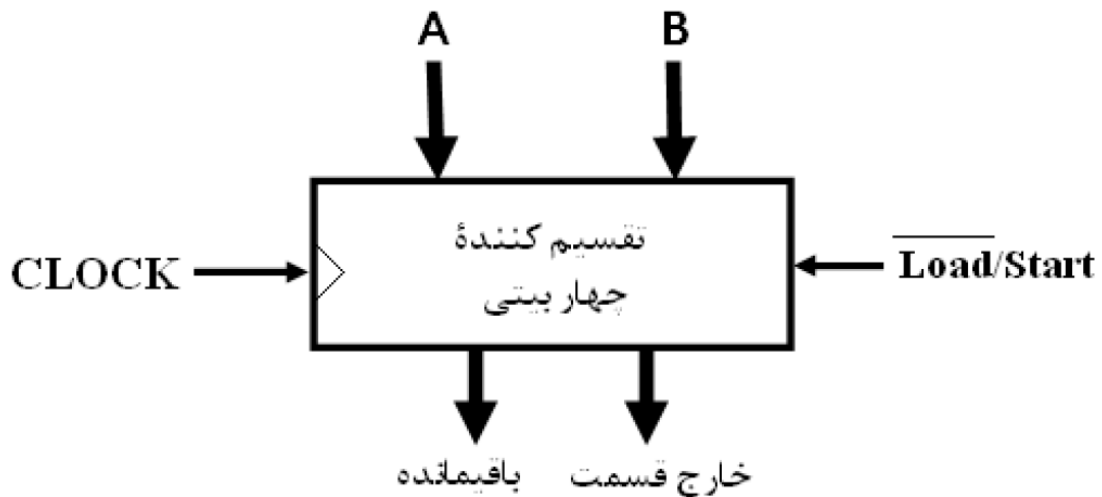 A B
تقسیم کنندهٔ
چهار بیتی
CLOCK
Load/Start
باقیمانده خارج قسمت